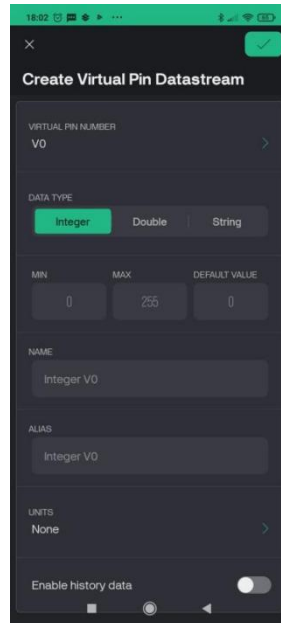 18:02
Create Virtual Pin Datastream
VIRTUAL PIN NUMBER
V0
DATA TYPE
Integer Double String
MIN MAX DEFAULT VALUE
0 255 0
NAME
Integer V0
ALIAS
Integer V0
UNITS
None
Enable history data